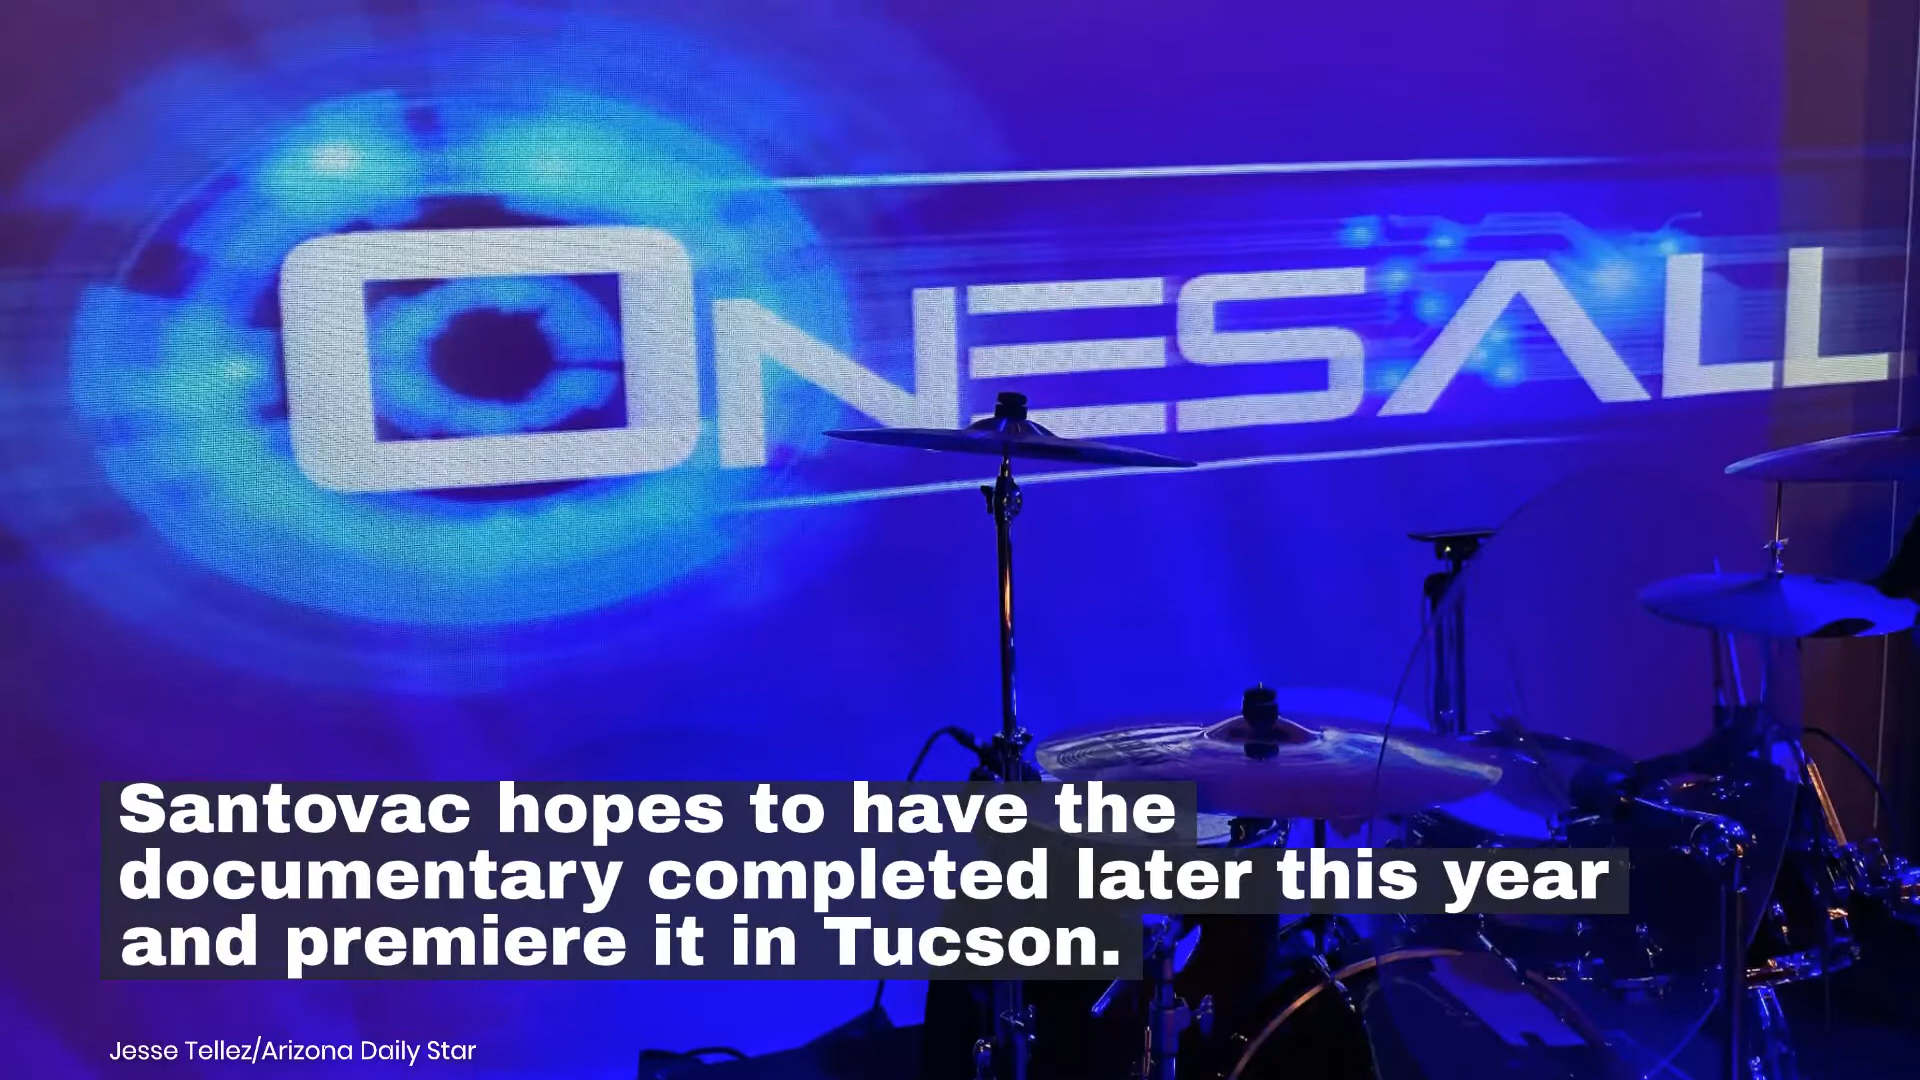 ONESALL
Santovac hopes to have the
documentary completed later this year
and premiere it in Tucson.
Jesse Tellez/Arizona Daily Star